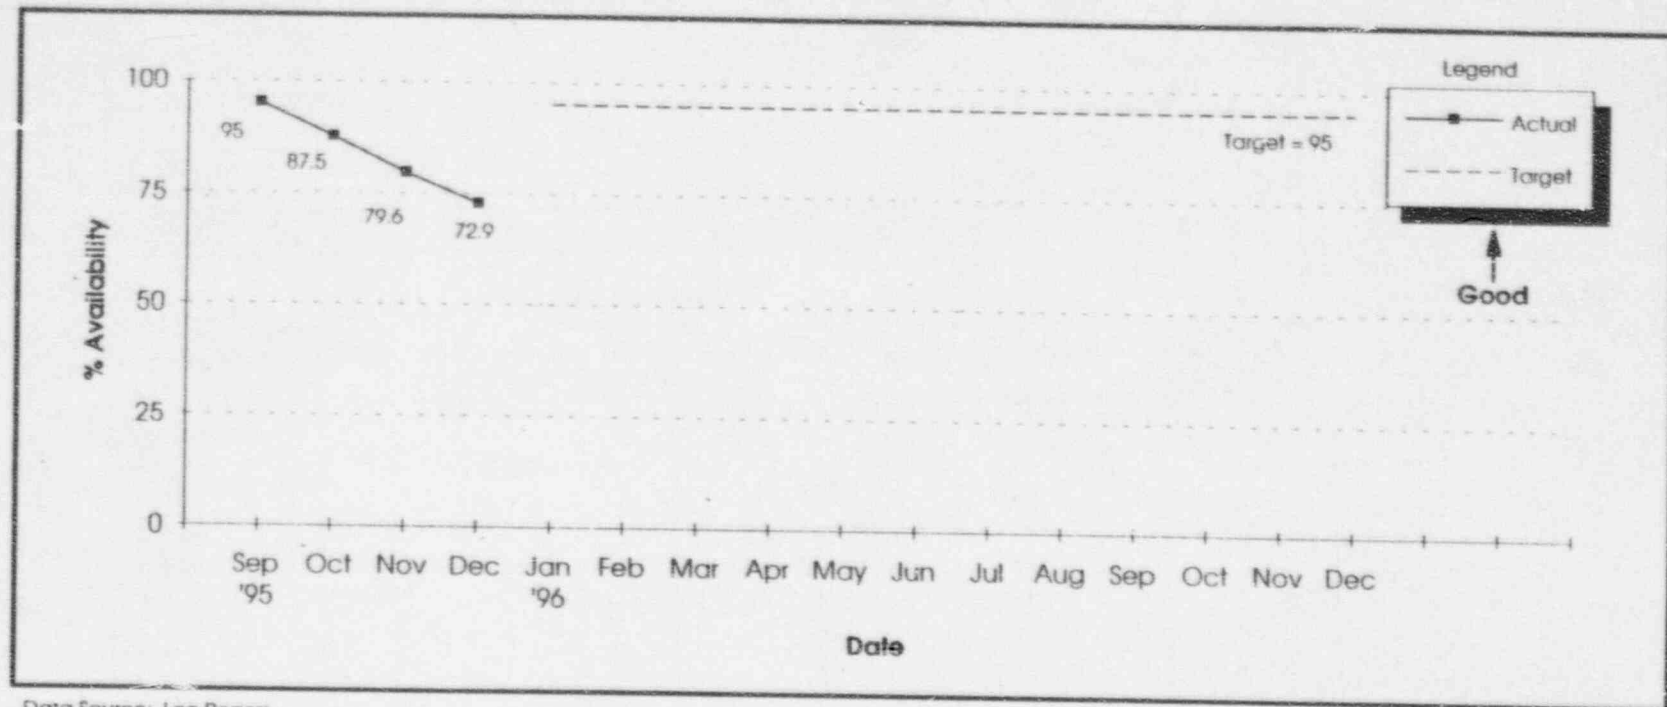 Legend
Actual
Target
Good
100
75
50
25
0
% Availability
95
87.5
79.6
72.9
Target = 95
Sep Oct Nov Dec Jan Feb Mar Apr May Jun Jul Aug Sep Oct Nov Dec
'95 '96
Date
Data Source: